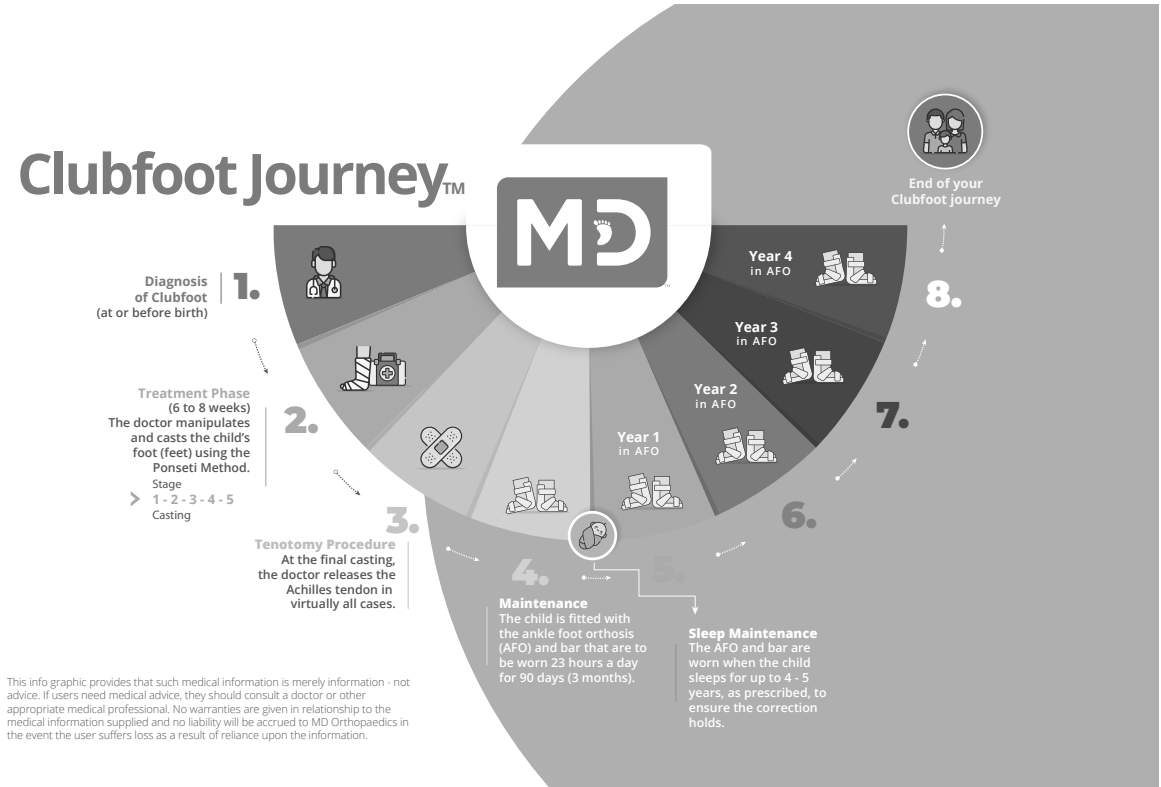 Clubfoot Journey™
MD
End of your
Clubfoot journey
1.
Diagnosis
of Clubfoot
(at or before birth)
2.
Treatment Phase
(6 to 8 weeks)
The doctor manipulates
and casts the child's
foot (feet) using the
Ponseti Method.
Stage
> 1 - 2 - 3 - 4 - 5
Casting
3.
Tenotomy Procedure
At the final casting,
the doctor releases the
Achilles tendon in
virtually all cases.
4.
Maintenance
The child is fitted with
the ankle foot orthosis
(AFO) and bar that are to
be worn 23 hours a day
for 90 days (3 months).
5.
Sleep Maintenance
The AFO and bar are
worn when the child
sleeps for up to 4 - 5
years, as prescribed, to
ensure the correction
holds.
Year 1
in AFO
6.
Year 2
in AFO
7.
Year 3
in AFO
8.
Year 4
in AFO
This info graphic provides that such medical information is merely information - not
advice. If users need medical advice, they should consult a doctor or other
appropriate medical professional. No warranties are given in relationship to the
medical information supplied and no liability will be accrued to MD Orthopaedics in
the event the user suffers loss as a result of reliance upon the information.